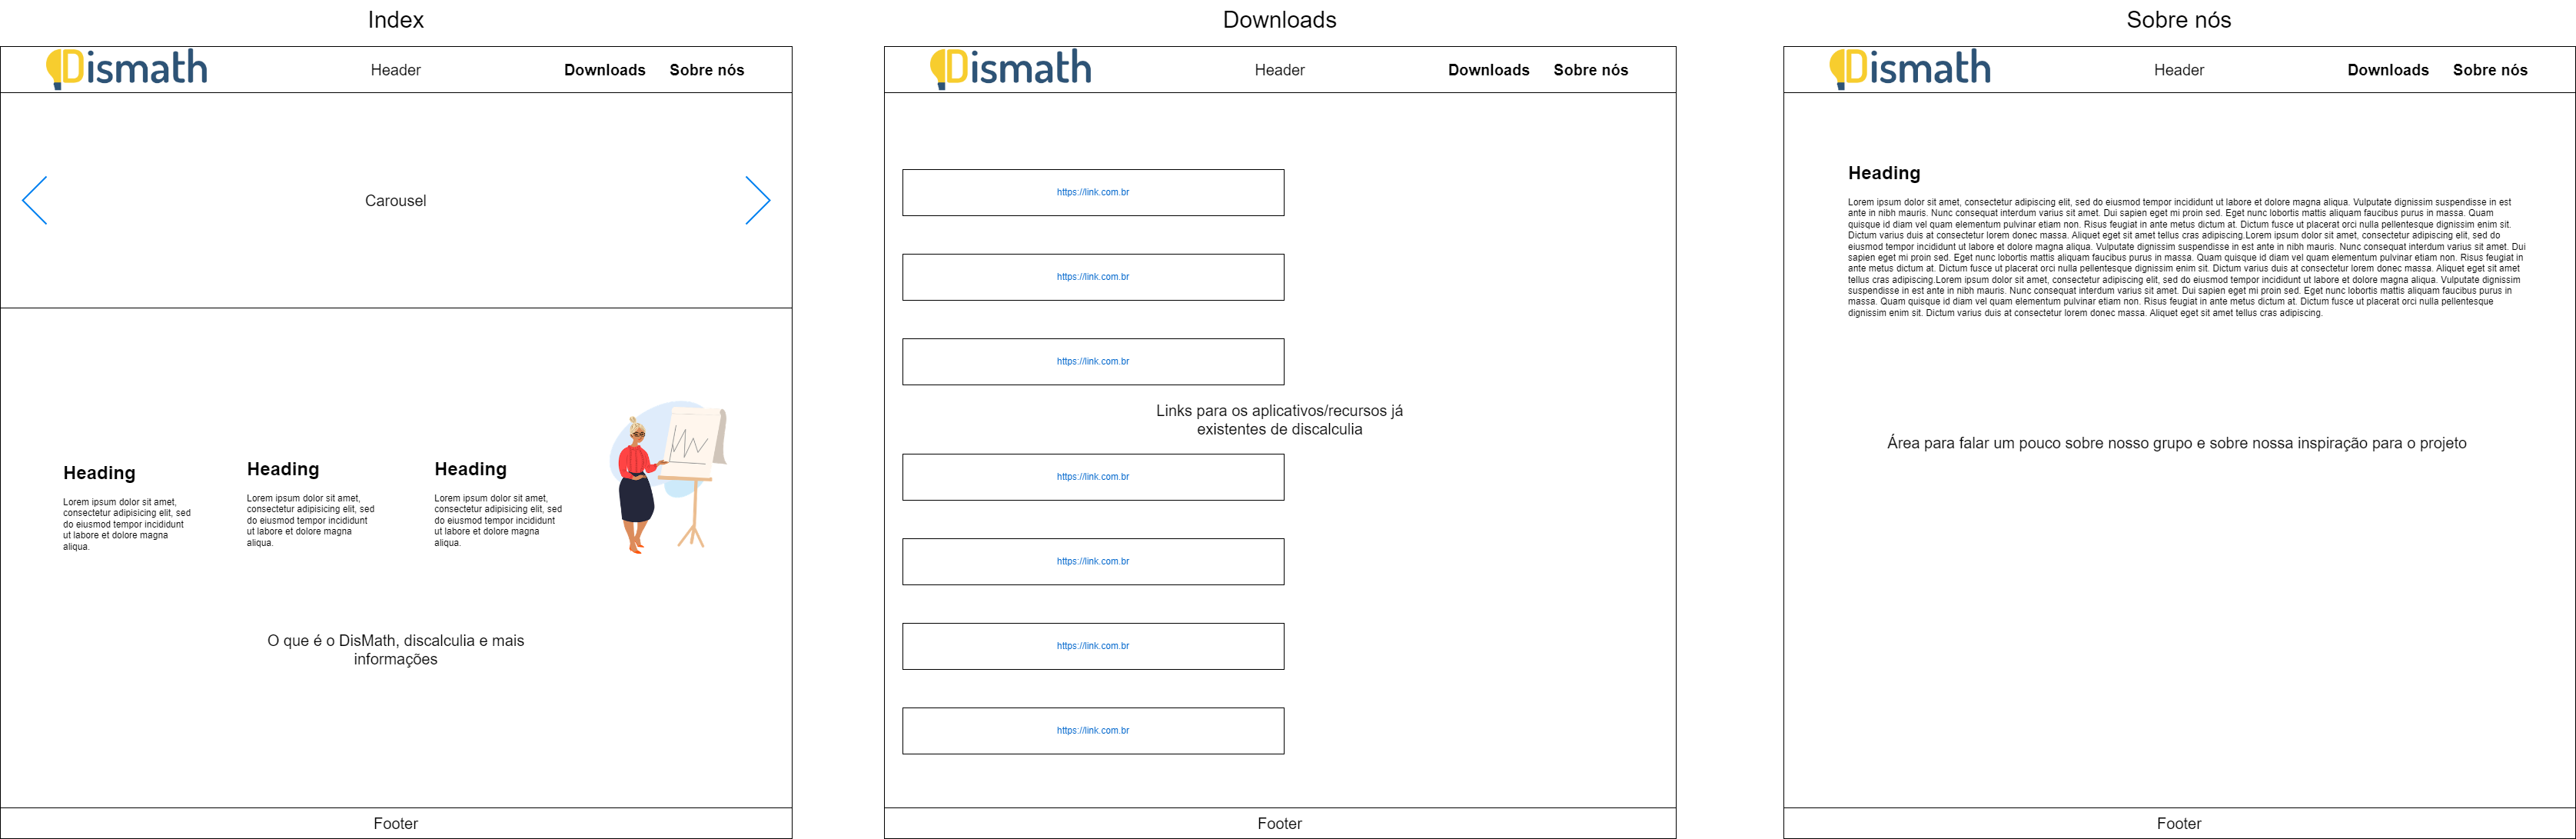 Index
Dismath
Header
Downloads
Sobre nós
Carousel
Heading
Lorem ipsum dolor sit amet,
consectetur adipisicing elit, sed
do eiusmod tempor incididunt
ut labore et dolore magna
aliqua.
Heading
Lorem ipsum dolor sit amet,
consectetur adipisicing elit, sed
do eiusmod tempor incididunt
ut labore et dolore magna
aliqua.
Heading
Lorem ipsum dolor sit amet,
consectetur adipisicing elit, sed
do eiusmod tempor incididunt
ut labore et dolore magna
aliqua.
O que é o DisMath, discalculia e mais
informações
Footer
Downloads
Dismath
Header
Downloads
Sobre nós
https://link.com.br
https://link.com.br
https://link.com.br
Links para os aplicativos/recursos já
existentes de discalculia
https://link.com.br
https://link.com.br
https://link.com.br
https://link.com.br
Footer
Sobre nós
Dismath
Header
Downloads
Sobre nós
Heading
Lorem ipsum dolor sit amet, consectetur adipiscing elit, sed do eiusmod tempor incididunt ut labore et dolore magna aliqua. Vulputate dignissim suspendisse in est
ante in nibh mauris. Nunc consequat interdum varius sit amet. Dui sapien eget mi proin sed. Eget nunc lobortis mattis aliquam faucibus purus in massa. Quam
quisque id diam vel quam elementum pulvinar etiam non. Risus feugiat in ante metus dictum at. Dictum fusce ut placerat orci nulla pellentesque dignissim enim sit.
Dictum varius duis at consectetur lorem donec massa. Aliquet eget sit amet tellus cras adipiscing.Lorem ipsum dolor sit amet, consectetur adipiscing elit, sed do
eiusmod tempor incididunt ut labore et dolore magna aliqua. Vulputate dignissim suspendisse in est ante in nibh mauris. Nunc consequat interdum varius sit amet. Dui
sapien eget mi proin sed. Eget nunc lobortis mattis aliquam faucibus purus in massa. Quam quisque id diam vel quam elementum pulvinar etiam non. Risus feugiat in
ante metus dictum at. Dictum fusce ut placerat orci nulla pellentesque dignissim enim sit. Dictum varius duis at consectetur lorem donec massa. Aliquet eget sit amet
tellus cras adipiscing.Lorem ipsum dolor sit amet, consectetur adipiscing elit, sed do eiusmod tempor incididunt ut labore et dolore magna aliqua. Vulputate dignissim
suspendisse in est ante in nibh mauris. Nunc consequat interdum varius sit amet. Dui sapien eget mi proin sed. Eget nunc lobortis mattis aliquam faucibus purus in
massa. Quam quisque id diam vel quam elementum pulvinar etiam non. Risus feugiat in ante metus dictum at. Dictum fusce ut placerat orci nulla pellentesque
dignissim enim sit. Dictum varius duis at consectetur lorem donec massa. Aliquet eget sit amet tellus cras adipiscing.
Área para falar um pouco sobre nosso grupo e sobre nossa inspiração para o projeto
Footer